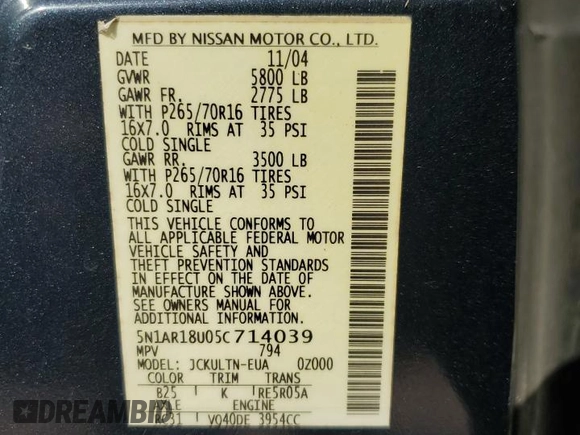 MFD BY NISSAN MOTOR CO., LTD.
DATE 11/04
GVWR 5800 LB
GAWR FR. 2775 LB
WITH P265/70R16 TIRES
16X7.0 RIMS AT 35 PSI
COLD SINGLE
GAWR RR. 3500 LB
WITH P265/70R16 TIRES
16X7.0 RIMS AT 35 PSI
COLD SINGLE
THIS VEHICLE CONFORMS TO
ALL APPLICABLE FEDERAL MOTOR
VEHICLE SAFETY AND
THEFT PREVENTION STANDARDS
IN EFFECT ON THE DATE OF
MANUFACTURE SHOWN ABOVE.
SEE OWNERS MANUAL FOR
ADDITIONAL INFORMATION.
5N1AR18U05C714039
MPV 794
MODEL: JCKULTN-EUA 0Z000
COLOR TRIM TRANS
B25 K RE5R05A
ENGINE
VQ40DE 3954CC
DREAMBID
.com